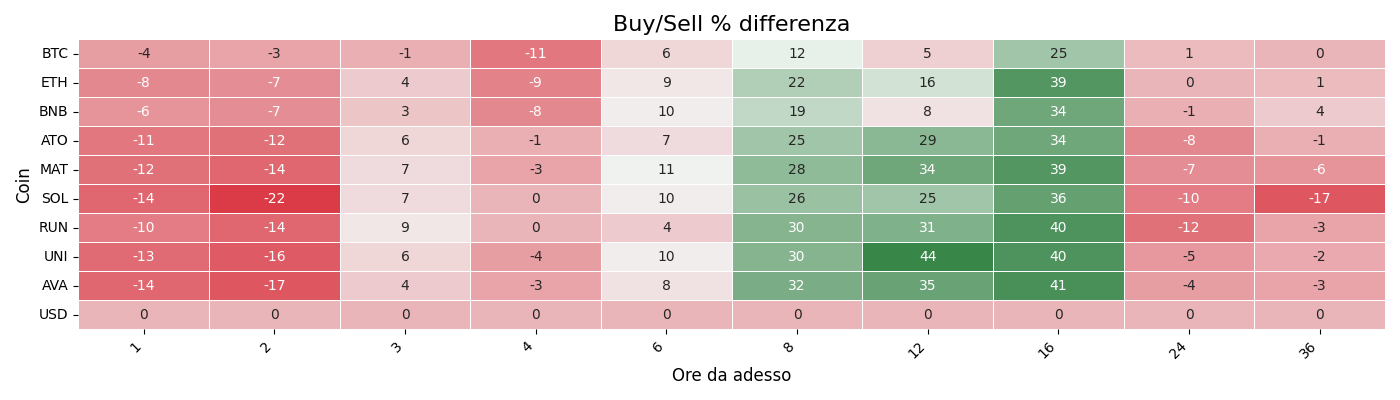 Buy/Sell % differenza
Coin
BTC -4 -3 -1 -11 6 12 5 25 1 0
ETH -8 -7 4 -9 9 22 16 39 0 1
BNB -6 -7 3 -8 10 19 8 34 -1 4
ATO -11 -12 6 -1 7 25 29 34 -8 -1
MAT -12 -14 7 -3 11 28 34 39 -7 -6
SOL -14 -22 7 0 10 26 25 36 -10 -17
RUN -10 -14 9 0 4 30 31 40 -12 -3
UNI -13 -16 6 -4 10 30 44 40 -5 -2
AVA -14 -17 4 -3 8 32 35 41 -4 -3
USD 0 0 0 0 0 0 0 0 0 0
1 2 3 4 6 8 12 16 24 36
Ore da adesso